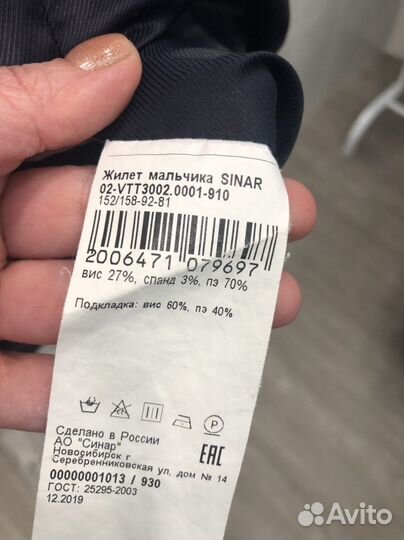 Жилет мальчика SINAR
02-VTT3002.0001-910
152/158-92-81
2006471 079697
вис 27%, спанд 3%, пэ 70%
Подкладка: вис 60%, пэ 40%
Сделано в России
АО "Синар"
Новосибирск г
Серебренниковская ул, дом № 14
00000001013 / 930
ГОСТ: 25295-2003
12.2019
EAC
Avito